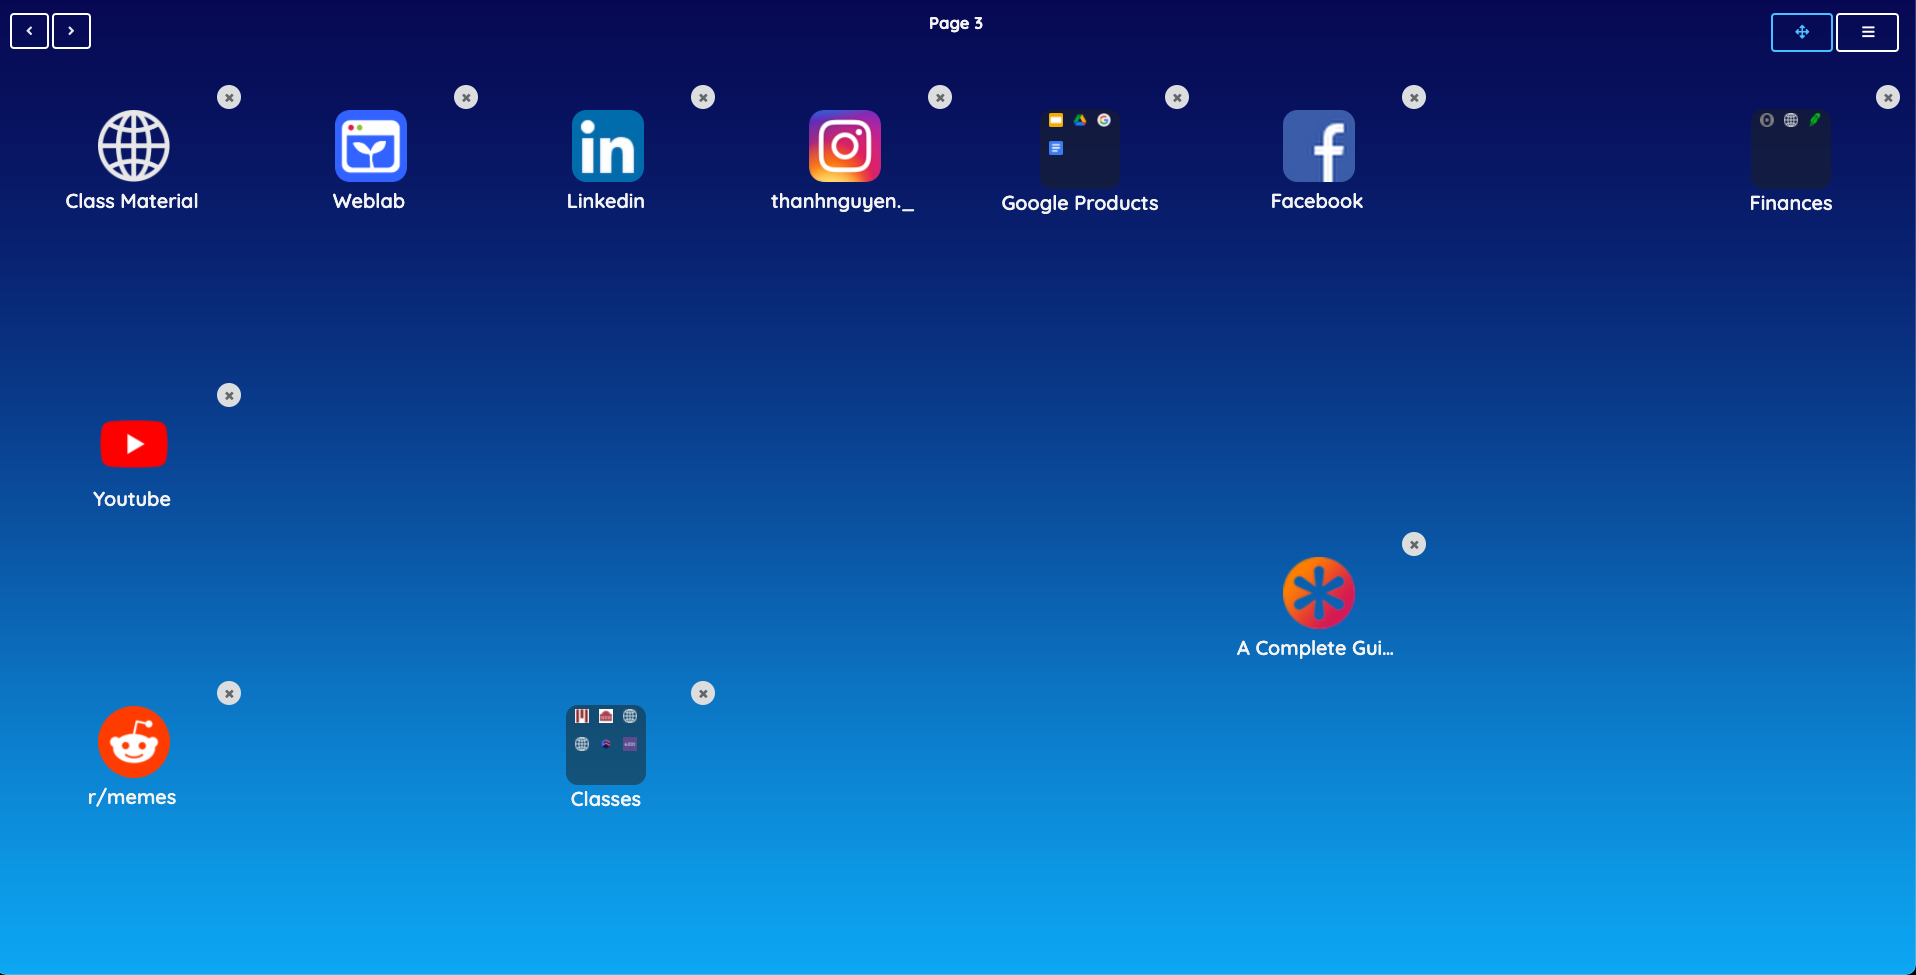 Page 3
Class Material
Weblab
Linkedin
thanhnguyen._
Google Products
Facebook
Finances
Youtube
A Complete Gui...
r/memes
Classes